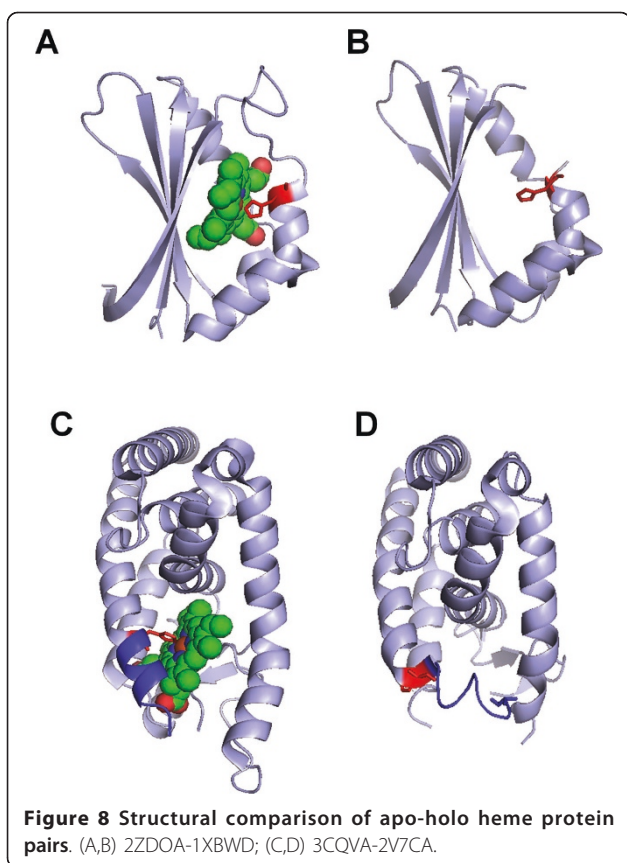 A
B
C
D
Figure 8 Structural comparison of apo-holo heme protein
pairs. (A,B) 2ZDOA-1XBWD; (C,D) 3CQVA-2V7CA.